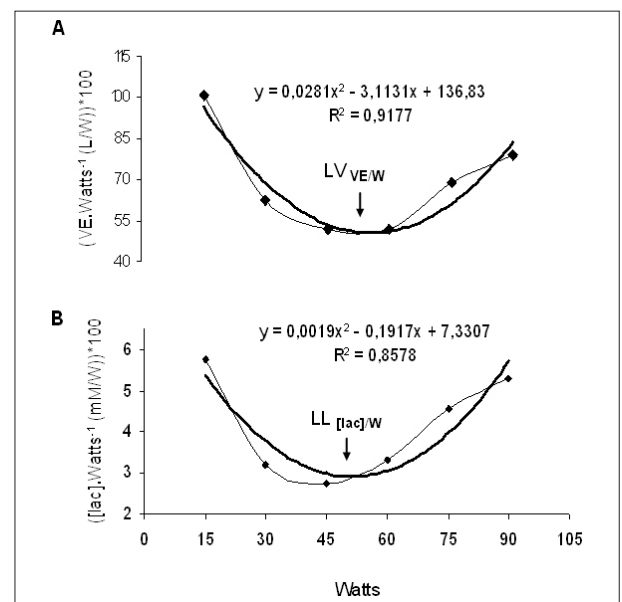 A
(VE.Watts⁻¹ (L/W))*100
115
100
85
70
55
40
y = 0,0281x² - 3,1131x + 136,83
R² = 0,9177
LV VE/W
B
([lac].Watts⁻¹ (mM/W))*100
6
5
4
3
2
y = 0,0019x² - 0,1917x + 7,3307
R² = 0,8578
LL [lac]/W
0 15 30 45 60 75 90 105
Watts